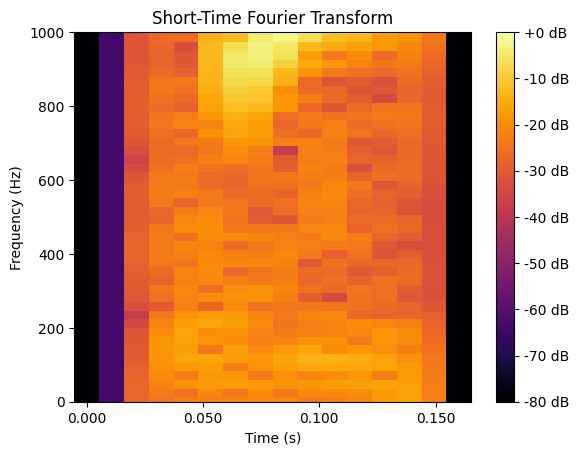 Short-Time Fourier Transform
1000
800
600
400
200
0
Frequency (Hz)
0.000
0.050
0.100
0.150
Time (s)
+0 dB
-10 dB
-20 dB
-30 dB
-40 dB
-50 dB
-60 dB
-70 dB
-80 dB